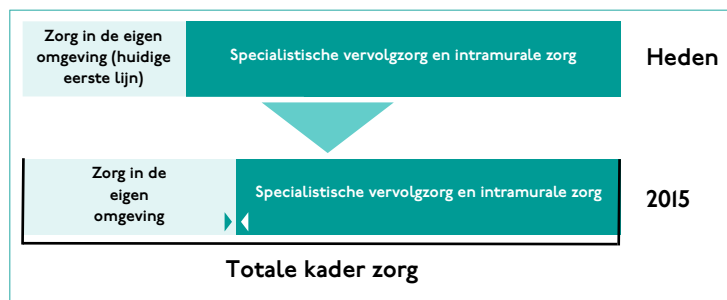 Zorg in de eigen
omgeving (huidige
eerste lijn)
Specialistische vervolgzorg en intramurale zorg
Heden
Zorg in de
eigen
omgeving
Specialistische vervolgzorg en intramurale zorg
2015
Totale kader zorg